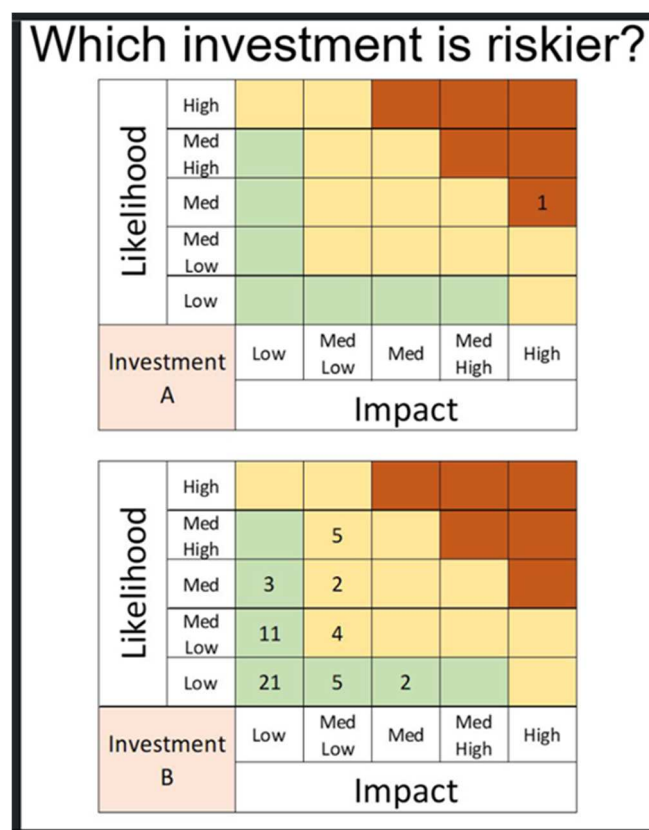 Which investment is riskier?
Likelihood
High
Med
High
Med
1
Med
Low
Low
Investment
A
Low
Med
Low
Med
Med
High
High
Impact
Likelihood
High
Med
High
5
Med
3
2
Med
Low
11
4
Low
21
5
2
Investment
B
Low
Med
Low
Med
Med
High
High
Impact